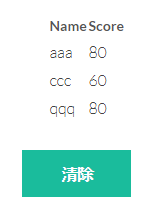 Name Score
aaa 80
ccc 60
qqq 80
清除